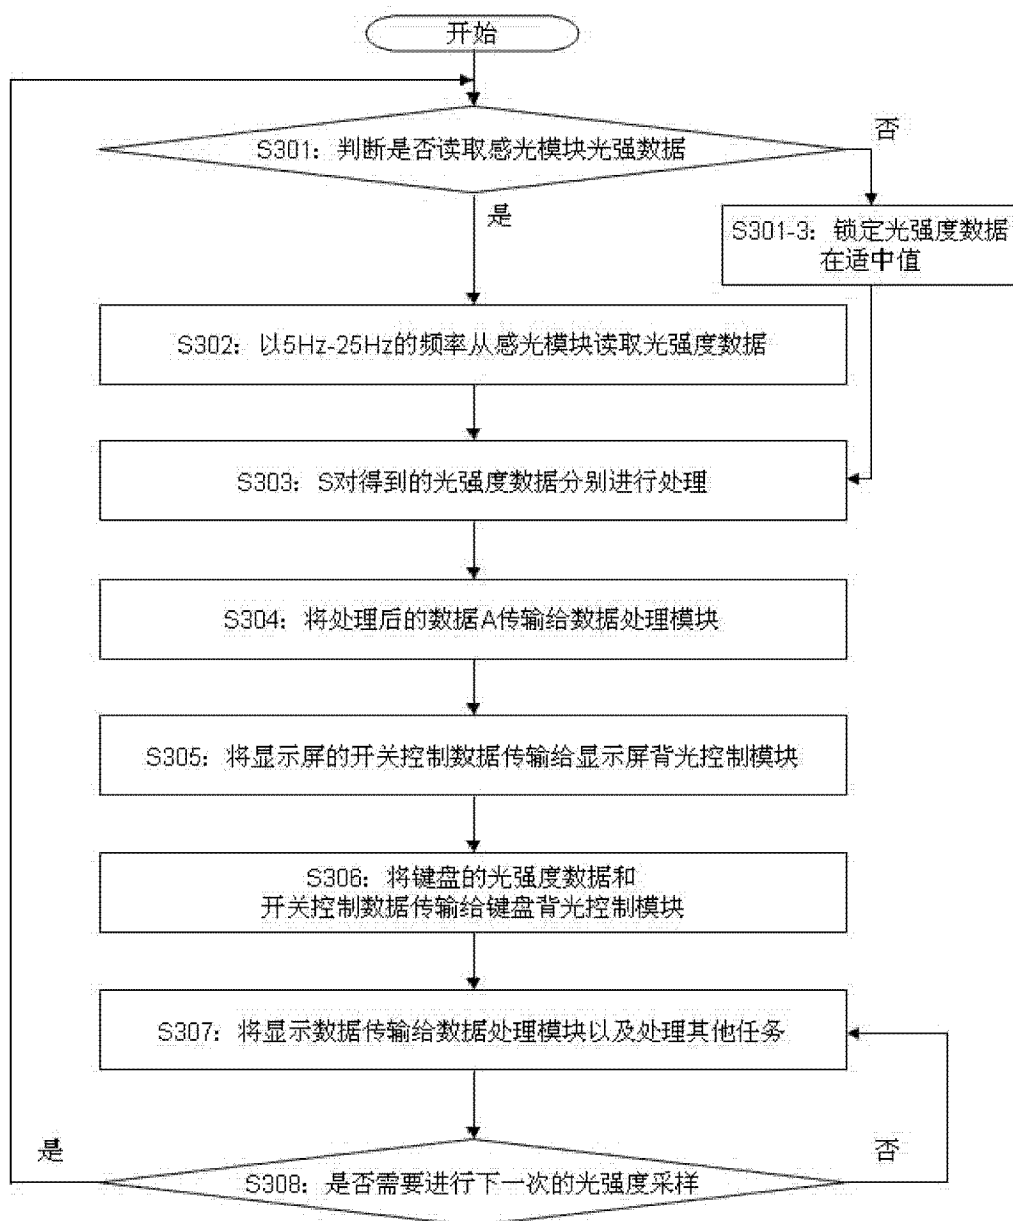 开始
S301：判断是否读取感光模块光强数据
否
是
S301-3：锁定光强度数据
在适中值
S302：以5Hz-25Hz的频率从感光模块读取光强度数据
S303：S对得到的光强度数据分别进行处理
S304：将处理后的数据A传输给数据处理模块
S305：将显示屏的开关控制数据传输给显示屏背光控制模块
S306：将键盘的光强度数据和
开关控制数据传输给键盘背光控制模块
S307：将显示数据传输给数据处理模块以及处理其他任务
是
否
S308：是否需要进行下一次的光强度采样